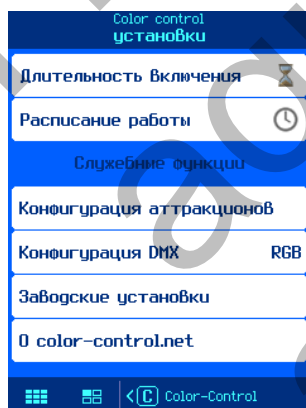 Color control
установки
Длительность включения
Расписание работы
Служебные функции
Конфигурация аттракционов
Конфигурация DMX RGB
Заводские установки
О color-control.net
<C Color-Control